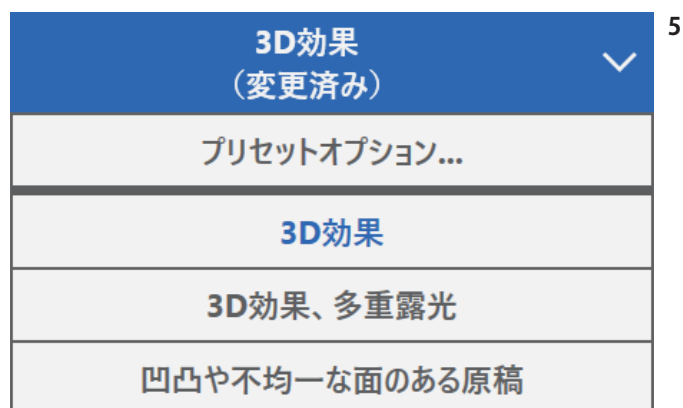 3D効果
（変更済み）
5
プリセットオプション...
3D効果
3D効果、多重露光
凹凸や不均一な面のある原稿